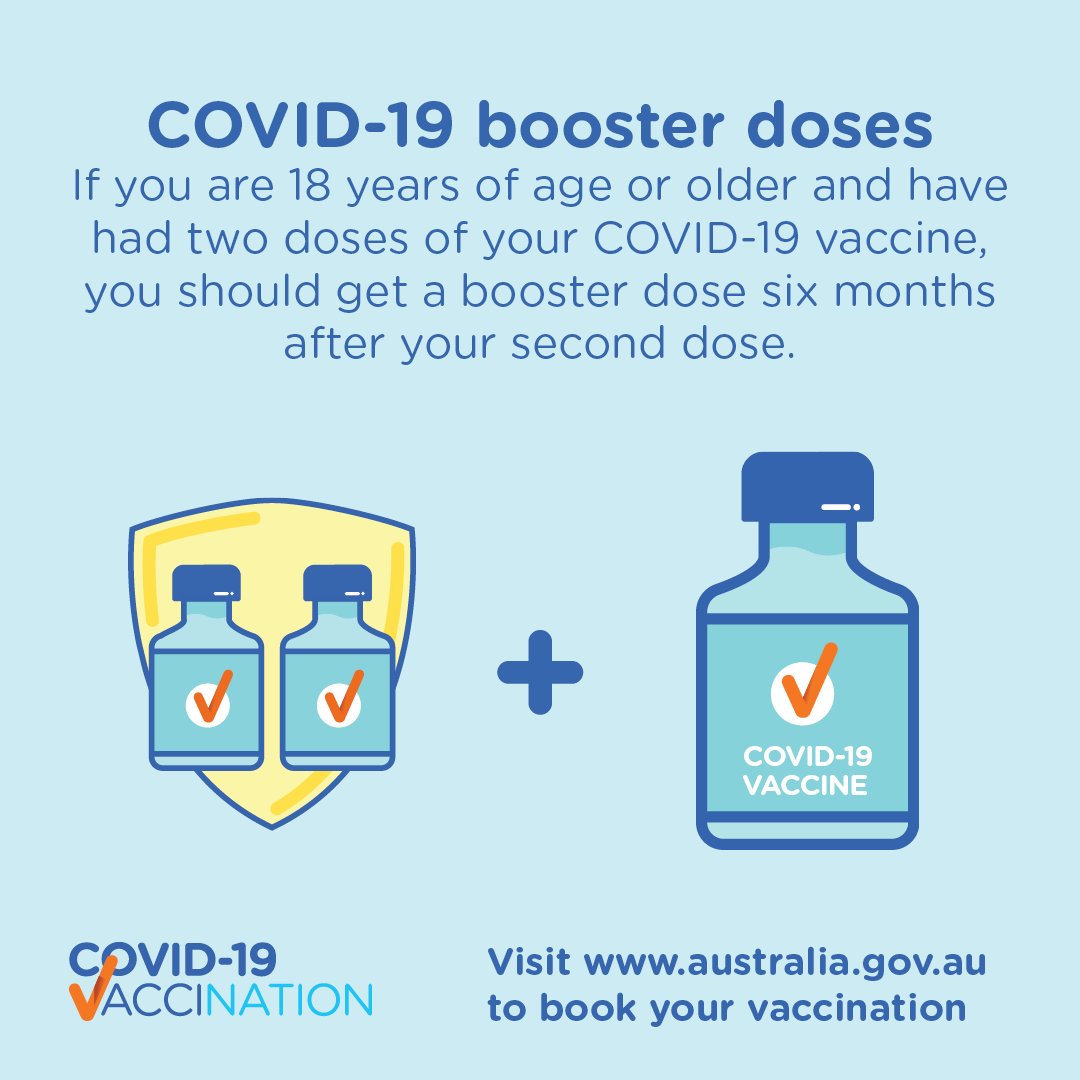 COVID-19 booster doses
If you are 18 years of age or older and have
had two doses of your COVID-19 vaccine,
you should get a booster dose six months
after your second dose.
COVID-19
VACCINE
COVID-19
VACCINATION
Visit www.australia.gov.au
to book your vaccination